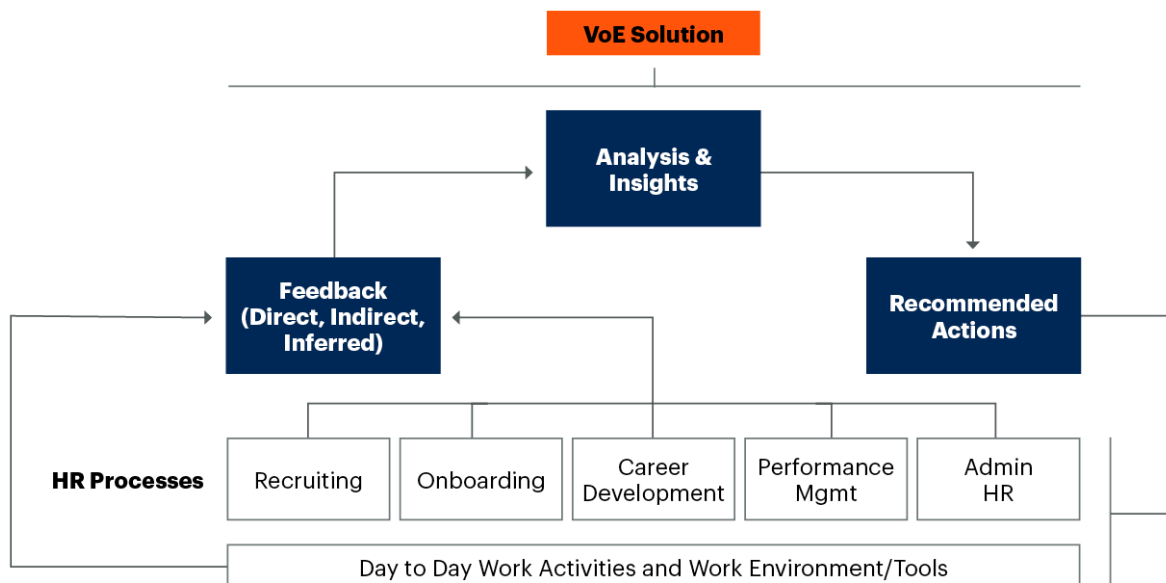 VoE Solution
Analysis &
Insights
Feedback
(Direct, Indirect,
Inferred)
Recommended
Actions
HR Processes
Recruiting
Onboarding
Career
Development
Performance
Mgmt
Admin
HR
Day to Day Work Activities and Work Environment/Tools